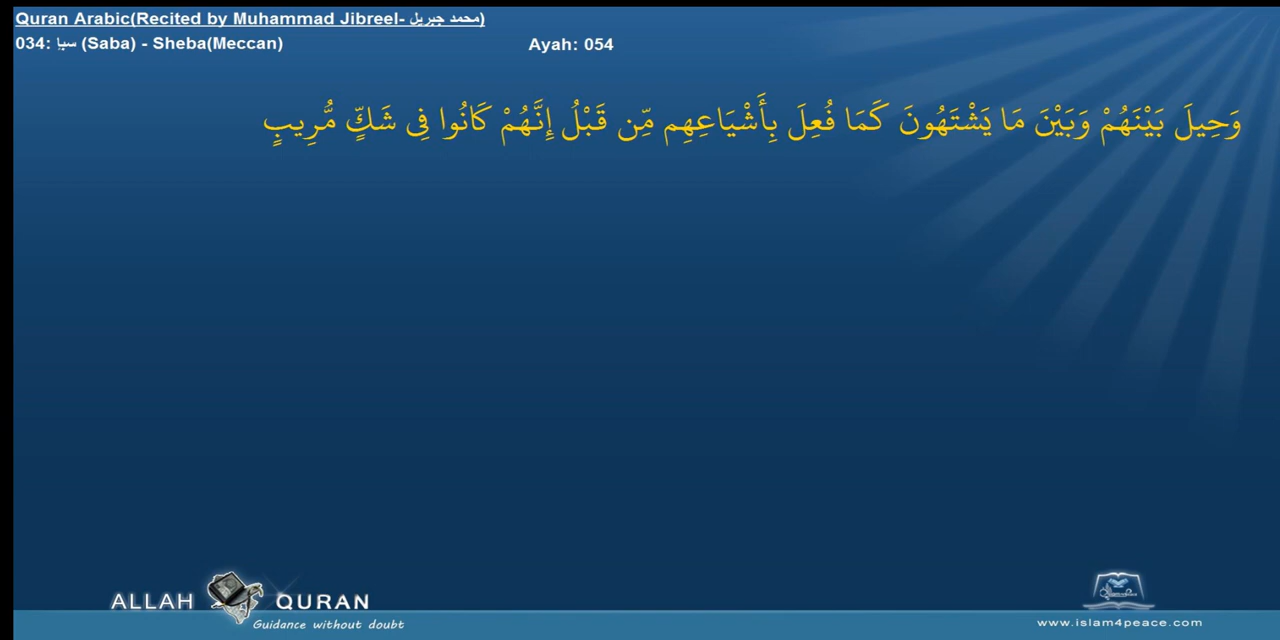 Quran Arabic(Recited by Muhammad Jibreel- محمد جبريل)
034: سبإ (Saba) - Sheba(Meccan) Ayah: 054
وَحِيلَ بَيْنَهُمْ وَبَيْنَ مَا يَشْتَهُونَ كَمَا فُعِلَ بِأَشْيَاعِهِم مِّن قَبْلُ إِنَّهُمْ كَانُوا فِى شَكٍّ مُّرِيبٍ
ALLAH QURAN
Guidance without doubt
www.islam4peace.com